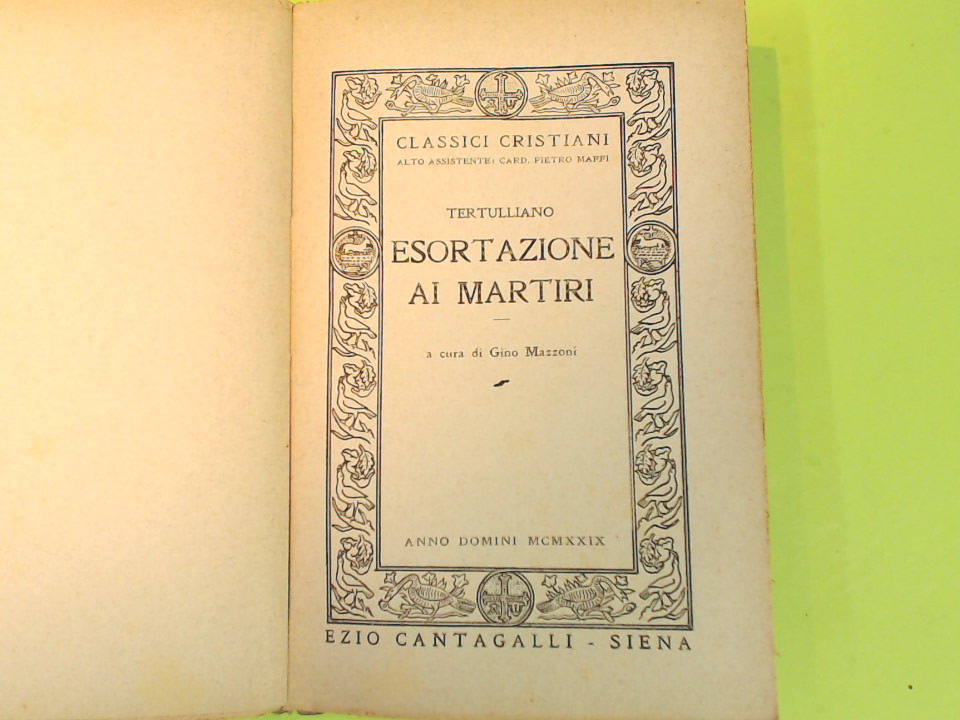 CLASSICI CRISTIANI
ALTO ASSISTENTE: CARD. PIETRO MAFFI
TERTULLIANO
ESORTAZIONE
AI MARTIRI
a cura di Gino Mazzoni
ANNO DOMINI MCMXXIX
EZIO CANTAGALLI - SIENA